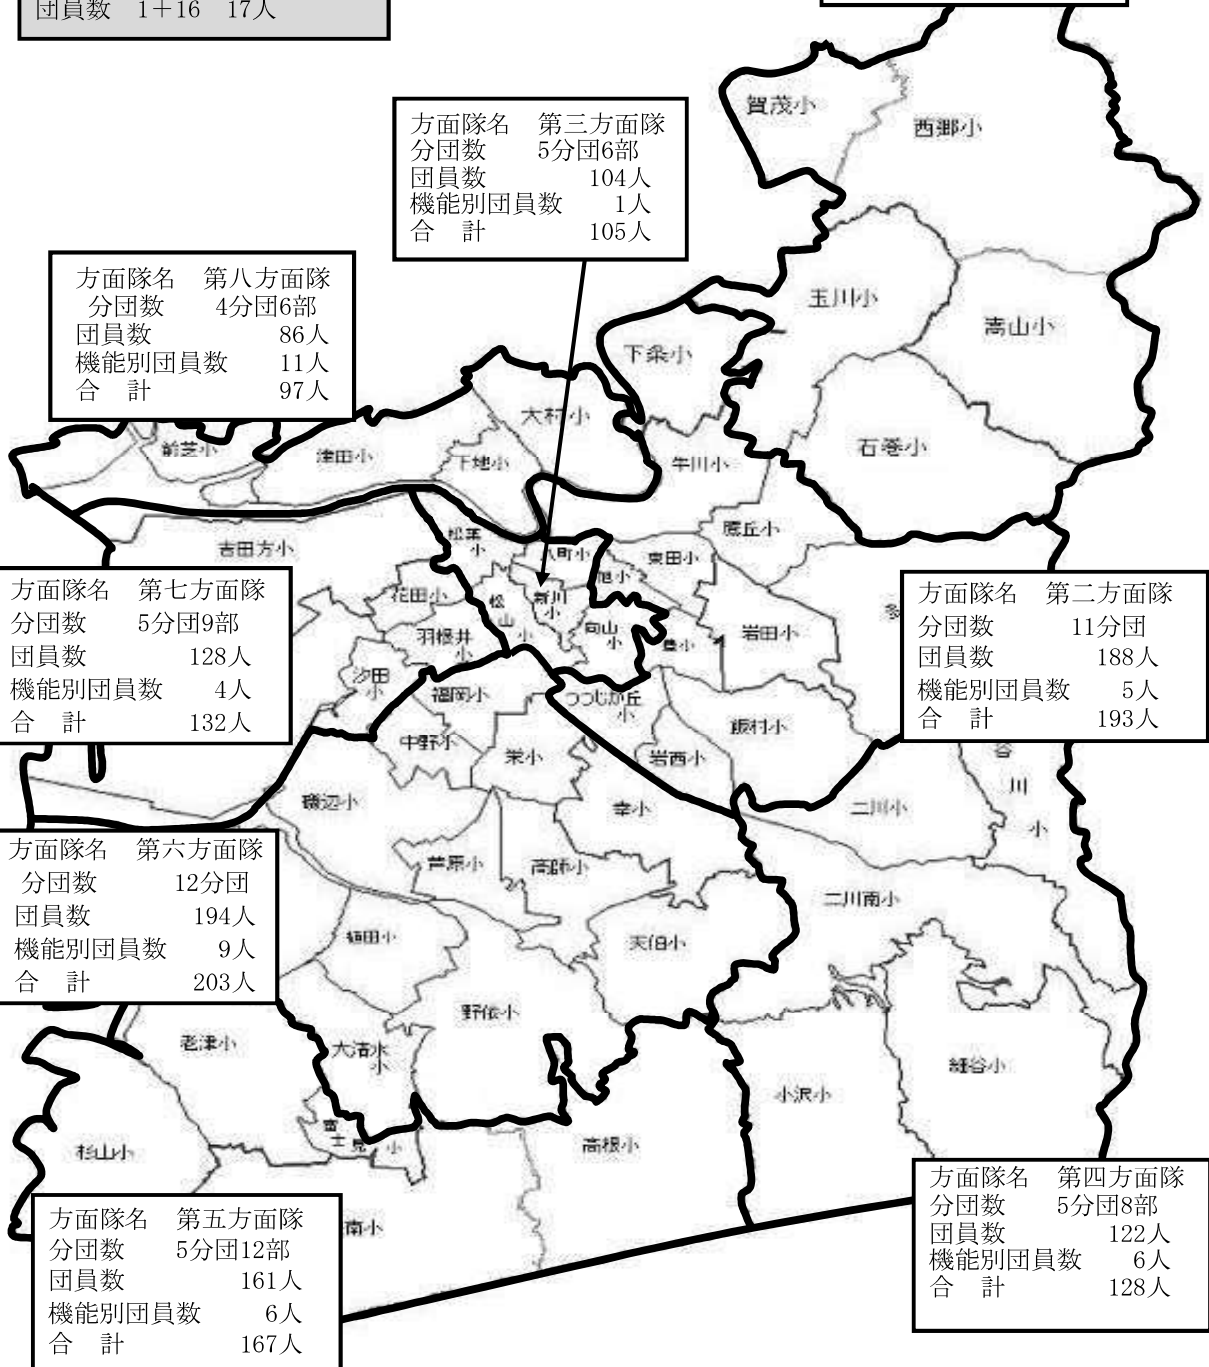 団員数 1+16 17人
賀茂小
西郷小
方面隊名 第三方面隊
分団数 5分団6部
団員数 104人
機能別団員数 1人
合 計 105人
方面隊名 第八方面隊
分団数 4分団6部
団員数 86人
機能別団員数 11人
合 計 97人
玉川小
嵩山小
下条小
大村小
石巻小
前芝小
津田小
下地小
牛川小
鷹丘小
吉田方小
松葉小
八町小
東田小
旭小
花田小
松山小
新川小
向山小
豊小
岩田小
羽根井小
汐田小
方面隊名 第七方面隊
分団数 5分団9部
団員数 128人
機能別団員数 4人
合 計 132人
方面隊名 第二方面隊
分団数 11分団
団員数 188人
機能別団員数 5人
合 計 193人
福岡小
つつじが丘小
飯村小
中野小
栄小
岩西小
谷川小
磯辺小
幸小
二川小
芦原小
高師小
二川南小
方面隊名 第六方面隊
分団数 12分団
団員数 194人
機能別団員数 9人
合 計 203人
植田小
天伯小
野依小
老津小
大清水小
細谷小
小沢小
富士見小
杉山小
高根小
南小
方面隊名 第五方面隊
分団数 5分団12部
団員数 161人
機能別団員数 6人
合 計 167人
方面隊名 第四方面隊
分団数 5分団8部
団員数 122人
機能別団員数 6人
合 計 128人